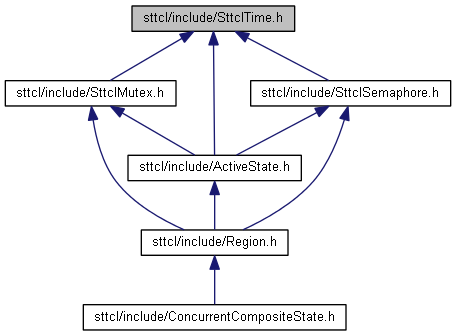 sttcl/include/SttclTime.h
sttcl/include/SttclMutex.h
sttcl/include/SttclSemaphore.h
sttcl/include/ActiveState.h
sttcl/include/Region.h
sttcl/include/ConcurrentCompositeState.h